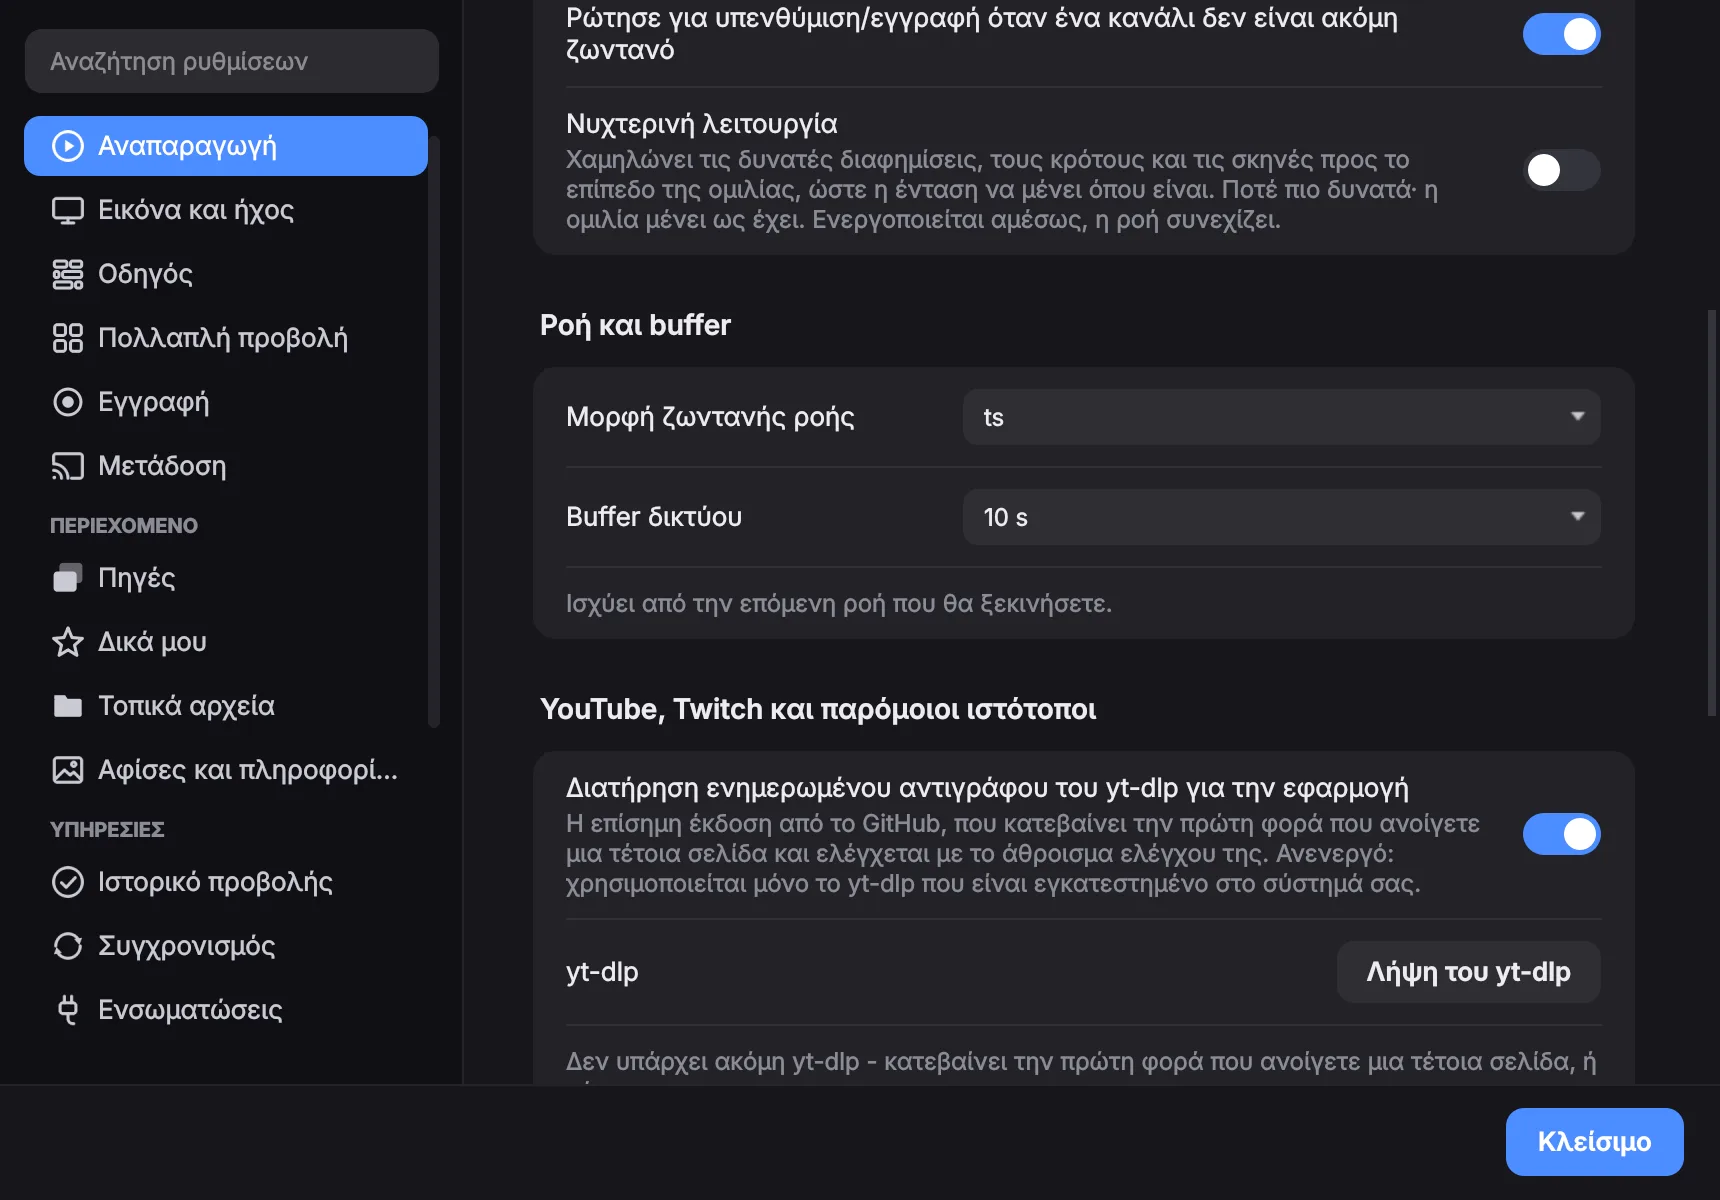 Αναζήτηση ρυθμίσεων
Αναπαραγωγή
Εικόνα και ήχος
Οδηγός
Πολλαπλή προβολή
Εγγραφή
Μετάδοση
ΠΕΡΙΕΧΟΜΕΝΟ
Πηγές
Δικά μου
Τοπικά αρχεία
Αφίσες και πληροφορί...
ΥΠΗΡΕΣΙΕΣ
Ιστορικό προβολής
Συγχρονισμός
Ενσωματώσεις
Ρώτησε για υπενθύμιση/εγγραφή όταν ένα κανάλι δεν είναι ακόμη
ζωντανό
Νυχτερινή λειτουργία
Χαμηλώνει τις δυνατές διαφημίσεις, τους κρότους και τις σκηνές προς το
επίπεδο της ομιλίας, ώστε η ένταση να μένει όπου είναι. Ποτέ πιο δυνατά· η
ομιλία μένει ως έχει. Ενεργοποιείται αμέσως, η ροή συνεχίζει.
Ροή και buffer
Μορφή ζωντανής ροής
ts
Buffer δικτύου
10 s
Ισχύει από την επόμενη ροή που θα ξεκινήσετε.
YouTube, Twitch και παρόμοιοι ιστότοποι
Διατήρηση ενημερωμένου αντιγράφου του yt-dlp για την εφαρμογή
Η επίσημη έκδοση από το GitHub, που κατεβαίνει την πρώτη φορά που ανοίγετε
μια τέτοια σελίδα και ελέγχεται με το άθροισμα ελέγχου της. Ανενεργό:
χρησιμοποιείται μόνο το yt-dlp που είναι εγκατεστημένο στο σύστημά σας.
yt-dlp
Λήψη του yt-dlp
Δεν υπάρχει ακόμη yt-dlp - κατεβαίνει την πρώτη φορά που ανοίγετε μια τέτοια σελίδα, ή
Κλείσιμο